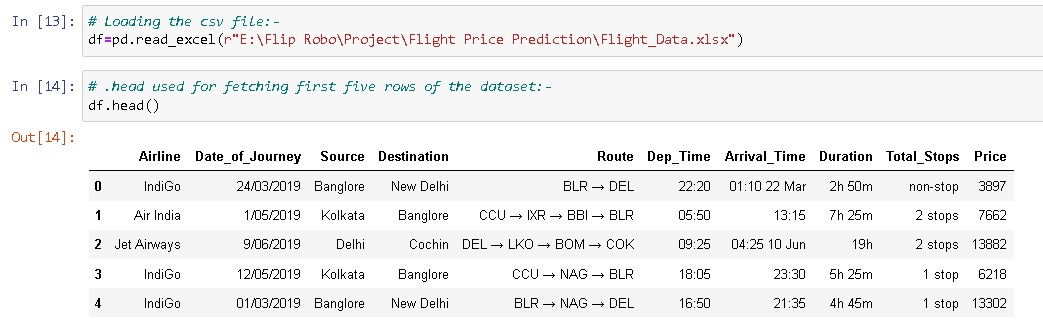 In [13]: # Loading the csv file:-
df=pd.read_excel(r"E:\Flip Robo\Project\Flight Price Prediction\Flight_Data.xlsx")
In [14]: # .head used for fetching first five rows of the dataset:-
df.head()
Out[14]:
Airline Date_of_Journey Source Destination Route Dep_Time Arrival_Time Duration Total_Stops Price
0 IndiGo 24/03/2019 Banglore New Delhi BLR → DEL 22:20 01:10 22 Mar 2h 50m non-stop 3897
1 Air India 1/05/2019 Kolkata Banglore CCU → IXR → BBI → BLR 05:50 13:15 7h 25m 2 stops 7662
2 Jet Airways 9/06/2019 Delhi Cochin DEL → LKO → BOM → COK 09:25 04:25 10 Jun 19h 2 stops 13882
3 IndiGo 12/05/2019 Kolkata Banglore CCU → NAG → BLR 18:05 23:30 5h 25m 1 stop 6218
4 IndiGo 01/03/2019 Banglore New Delhi BLR → NAG → DEL 16:50 21:35 4h 45m 1 stop 13302